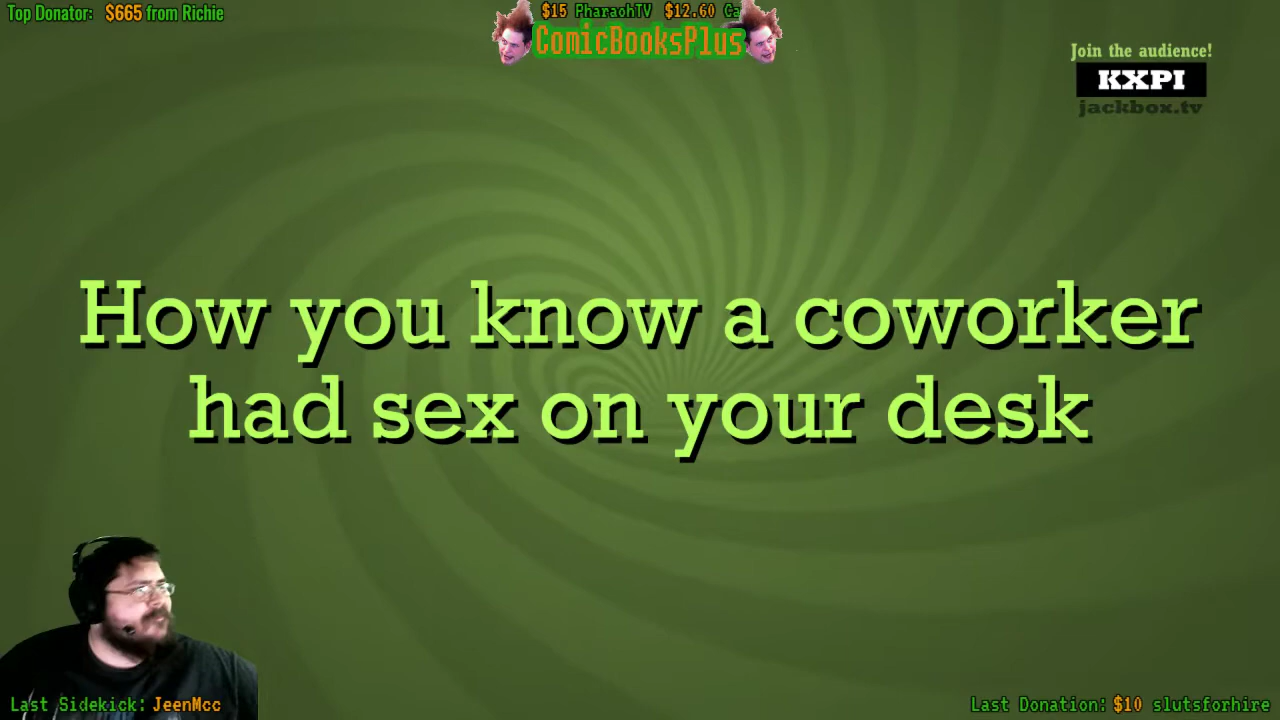 Top Donator: $665 from Richie
$15 PharaohTV $12.60 Ca
ComicBooksPlus
Join the audience!
KXPI
jackbox.tv
How you know a coworker
had sex on your desk
Last Sidekick: JeenMcc
Last Donation: $10 slutsforhire